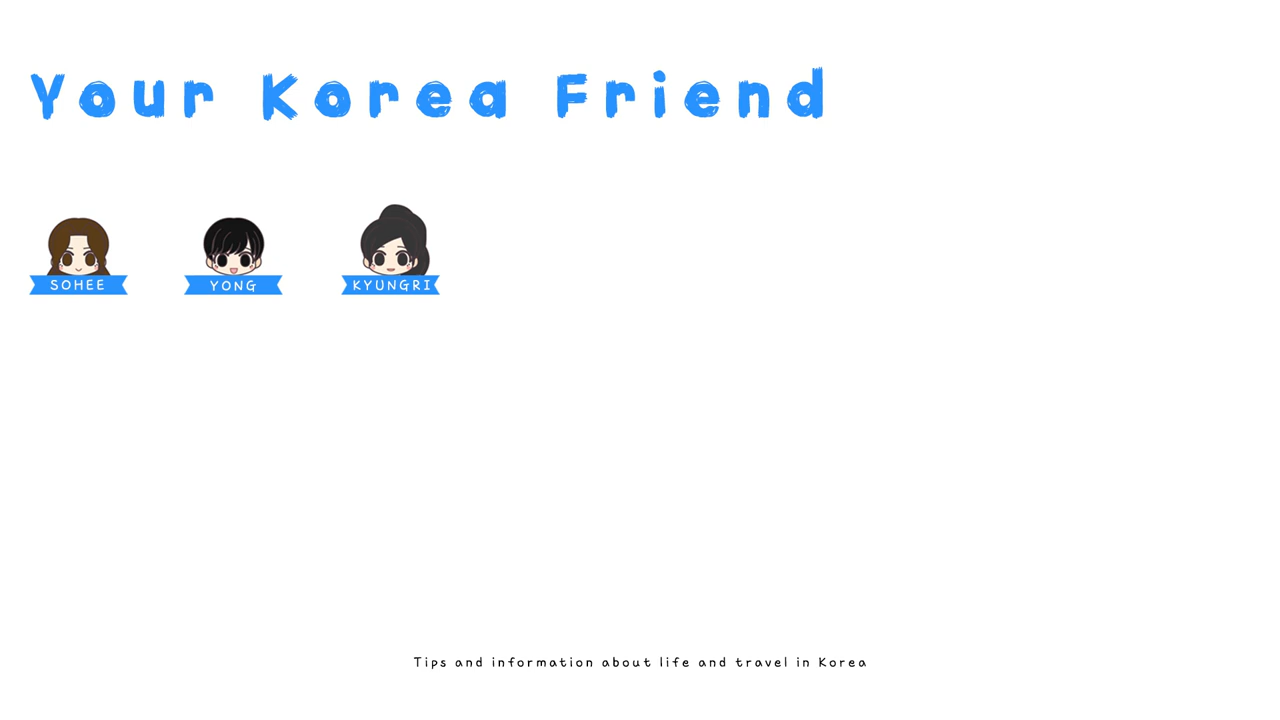 Your Korea Friend
SOHEE YONG KYUNGRI
Tips and information about life and travel in Korea